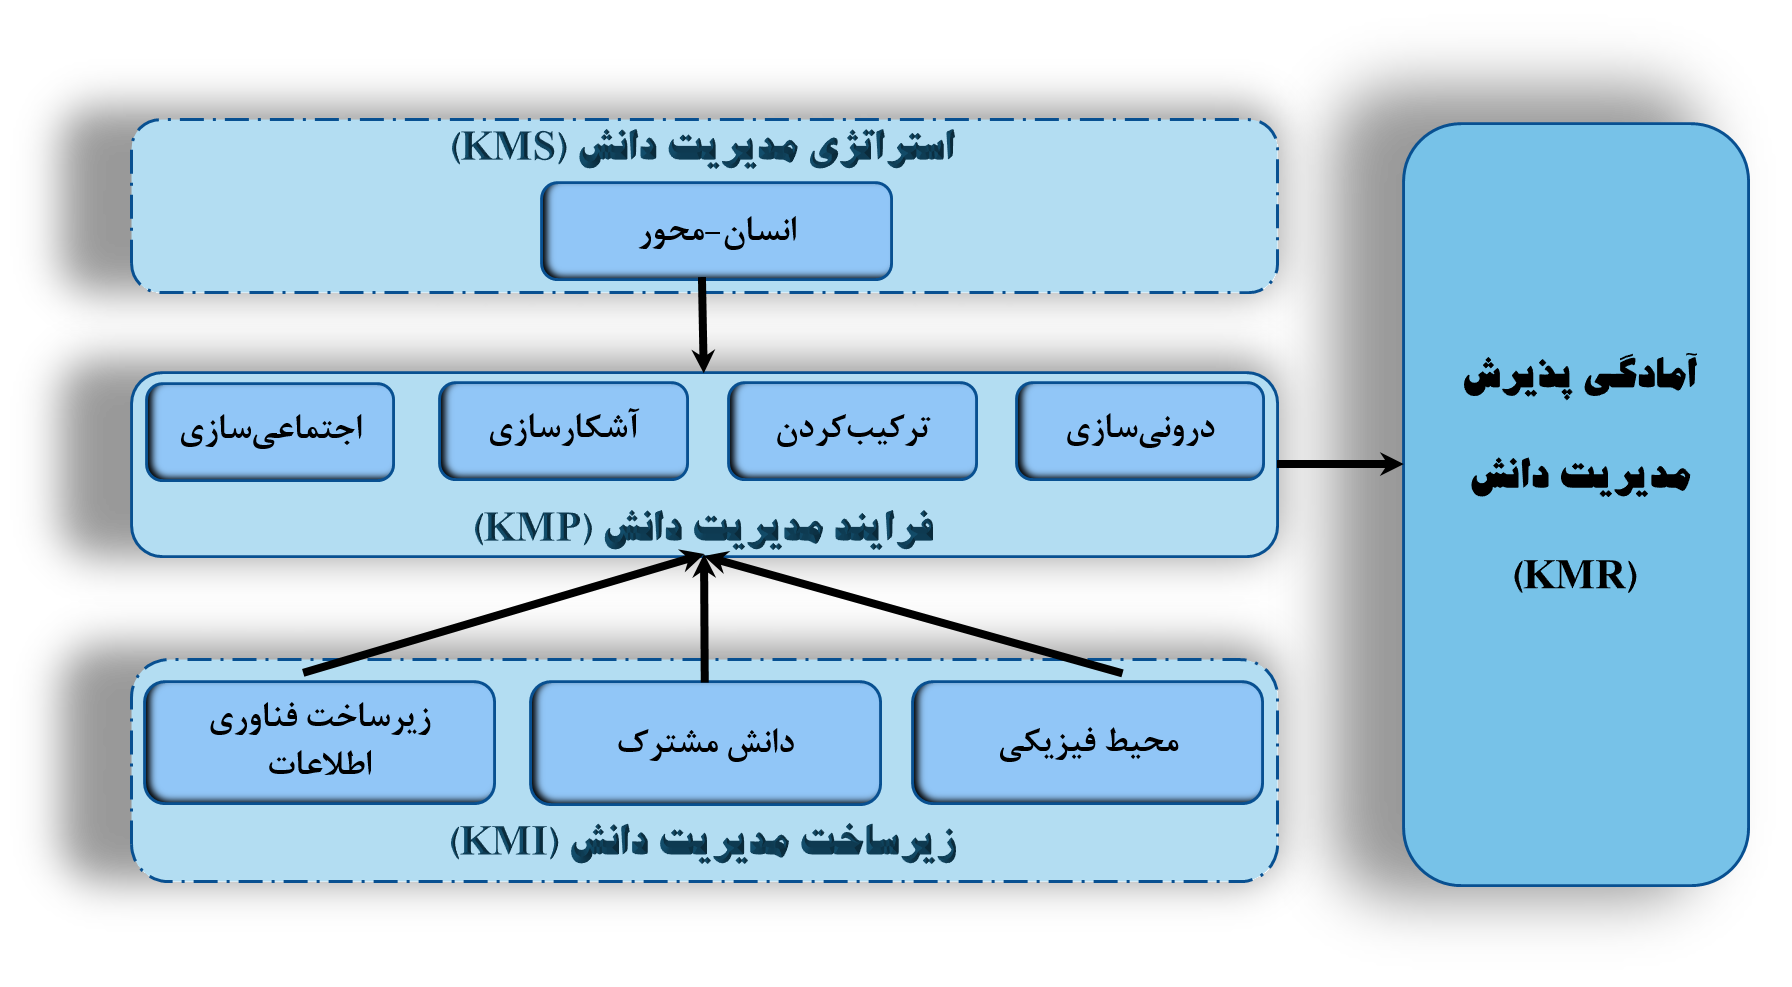 استراتژی مدیریت دانش (KMS)
انسان-محور
درونی‌سازی
ترکیب‌کردن
آشکارسازی
اجتماعی‌سازی
فرایند مدیریت دانش (KMP)
محیط فیزیکی
دانش مشترک
زیرساخت فناوری
اطلاعات
زیرساخت مدیریت دانش (KMI)
آمادگی پذیرش
مدیریت دانش
(KMR)